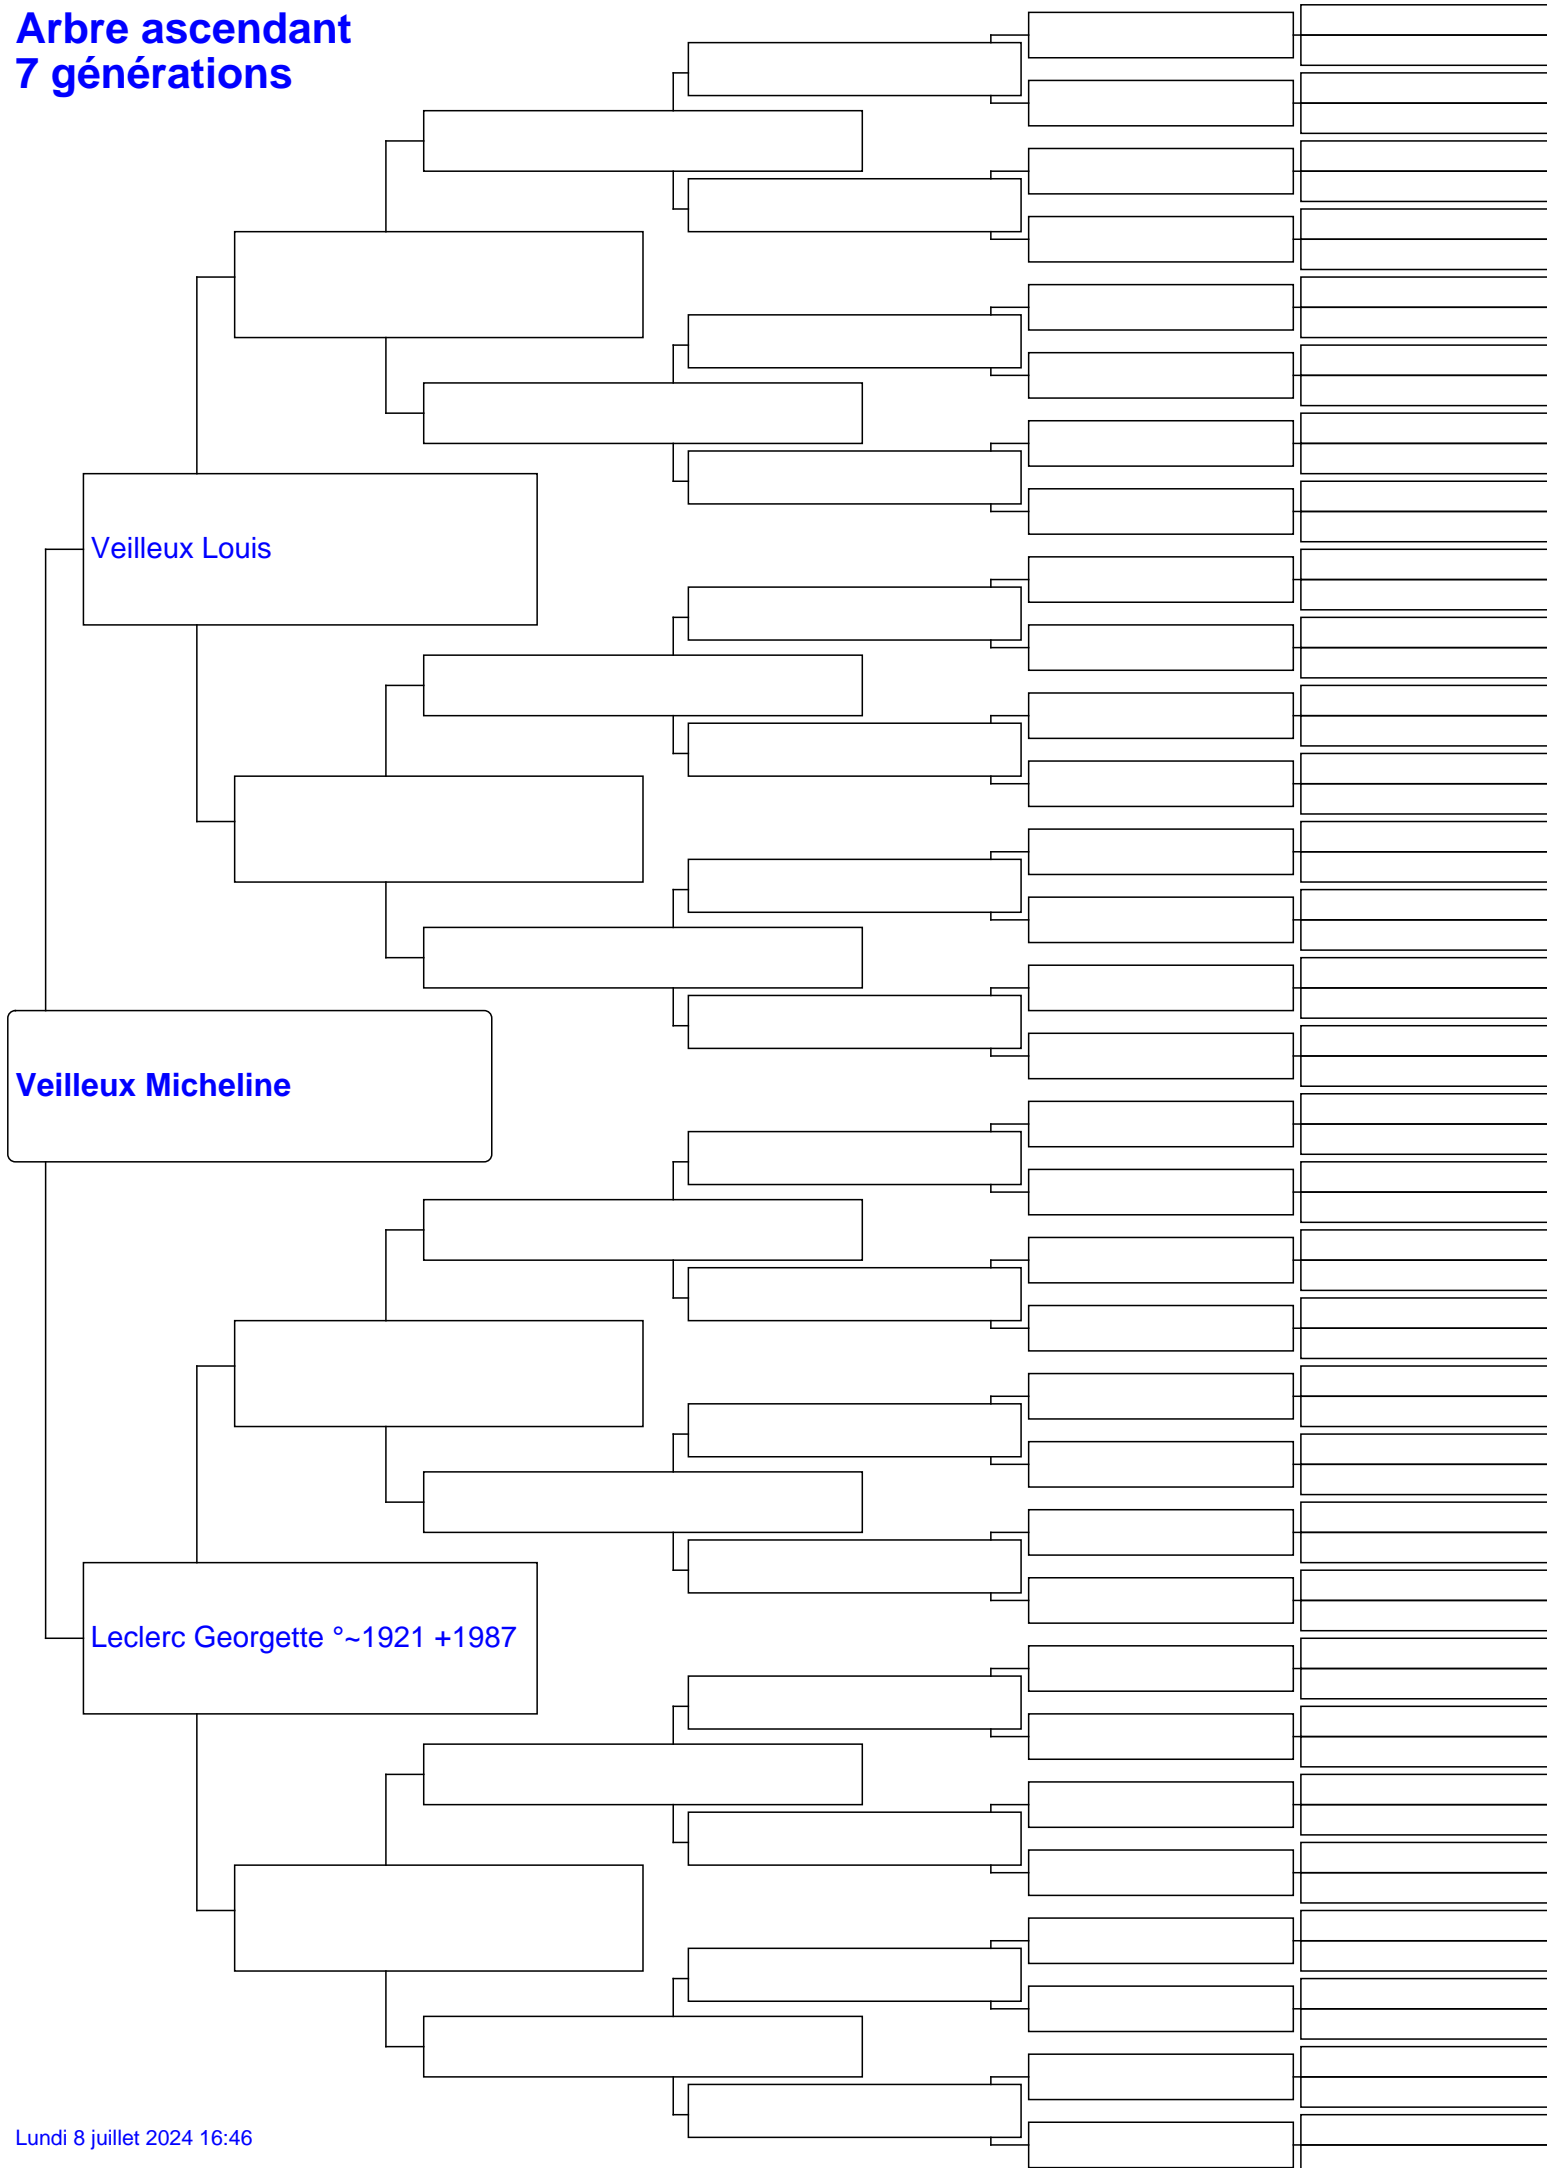 Arbre ascendant
7 générations
Veilleux Louis
Veilleux Micheline
Leclerc Georgette °~1921 +1987
Lundi 8 juillet 2024 16:46